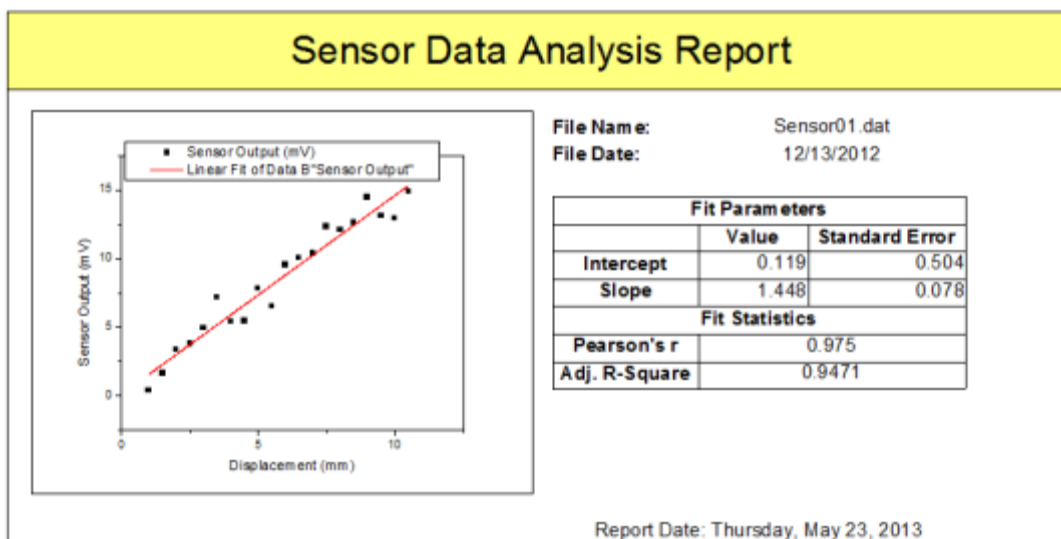 Sensor Data Analysis Report
Sensor Output (mV)
Linear Fit of Data B"Sensor Output"
15
10
5
0
Sensor Output (mV)
0 5 10
Displacement (mm)
File Name: Sensor01.dat
File Date: 12/13/2012
Fit Parameters
Value Standard Error
Intercept 0.119 0.504
Slope 1.448 0.078
Fit Statistics
Pearson's r 0.975
Adj. R-Square 0.9471
Report Date: Thursday, May 23, 2013